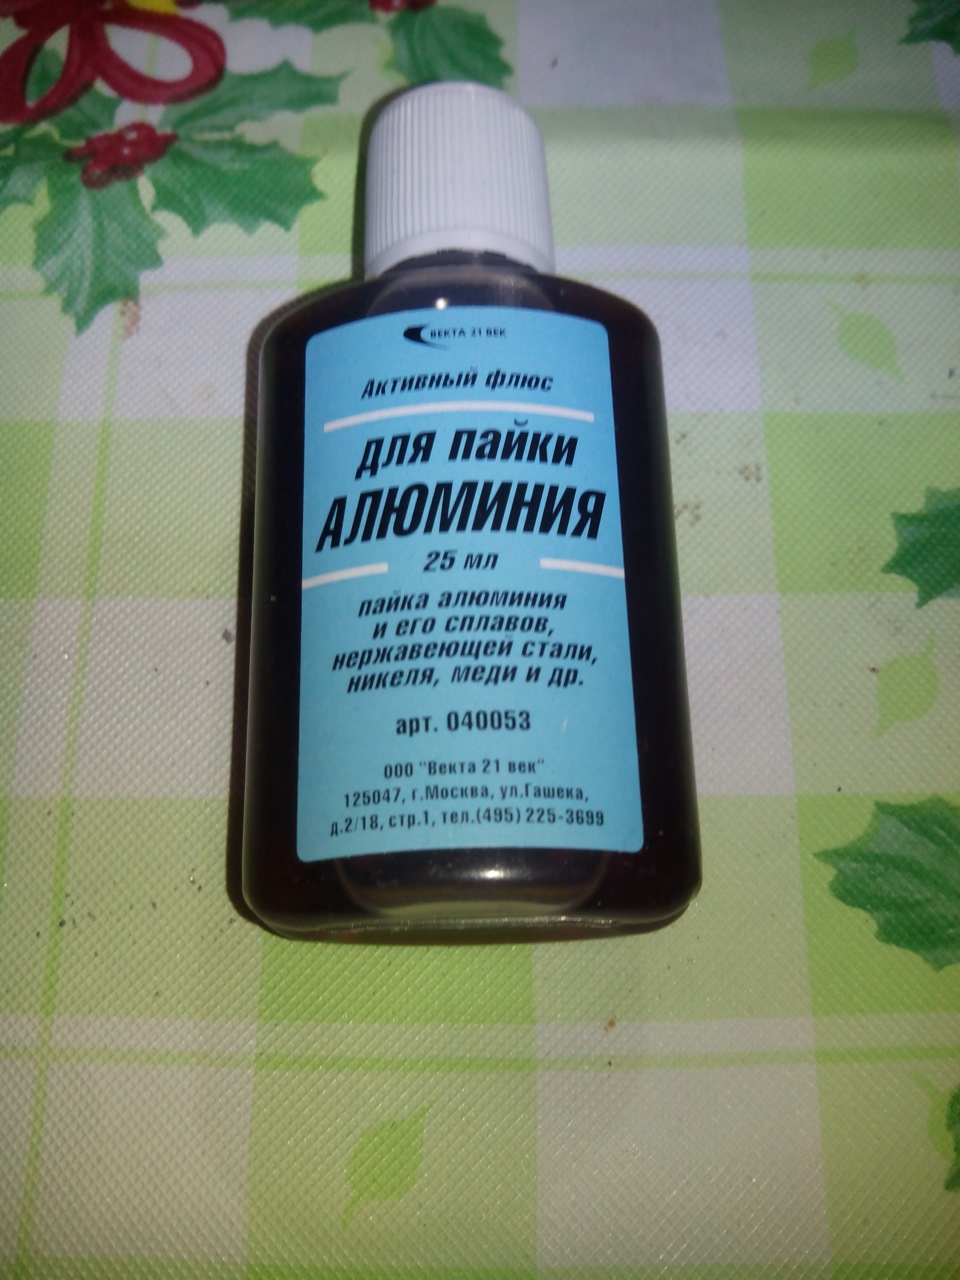 ВЕКТА 21 ВЕК
Активный флюс
для пайки
АЛЮМИНИЯ
25 мл
пайка алюминия
и его сплавов,
нержавеющей стали,
никеля, меди и др.
арт. 040053
ООО "Векта 21 век"
125047, г.Москва, ул.Гашека,
д.2/18, стр.1, тел.(495) 225-3699